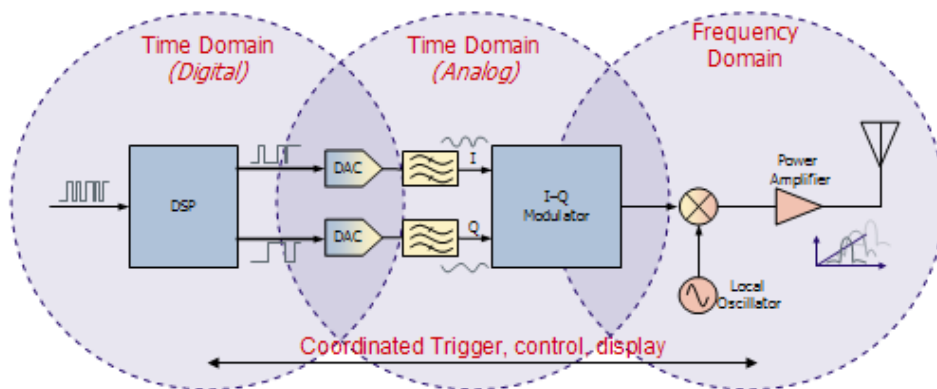 Time Domain
(Digital)
Time Domain
(Analog)
Frequency
Domain
DSP
DAC
DAC
I
Q
I-Q
Modulator
Power
Amplifier
Local
Oscillator
Coordinated Trigger, control, display